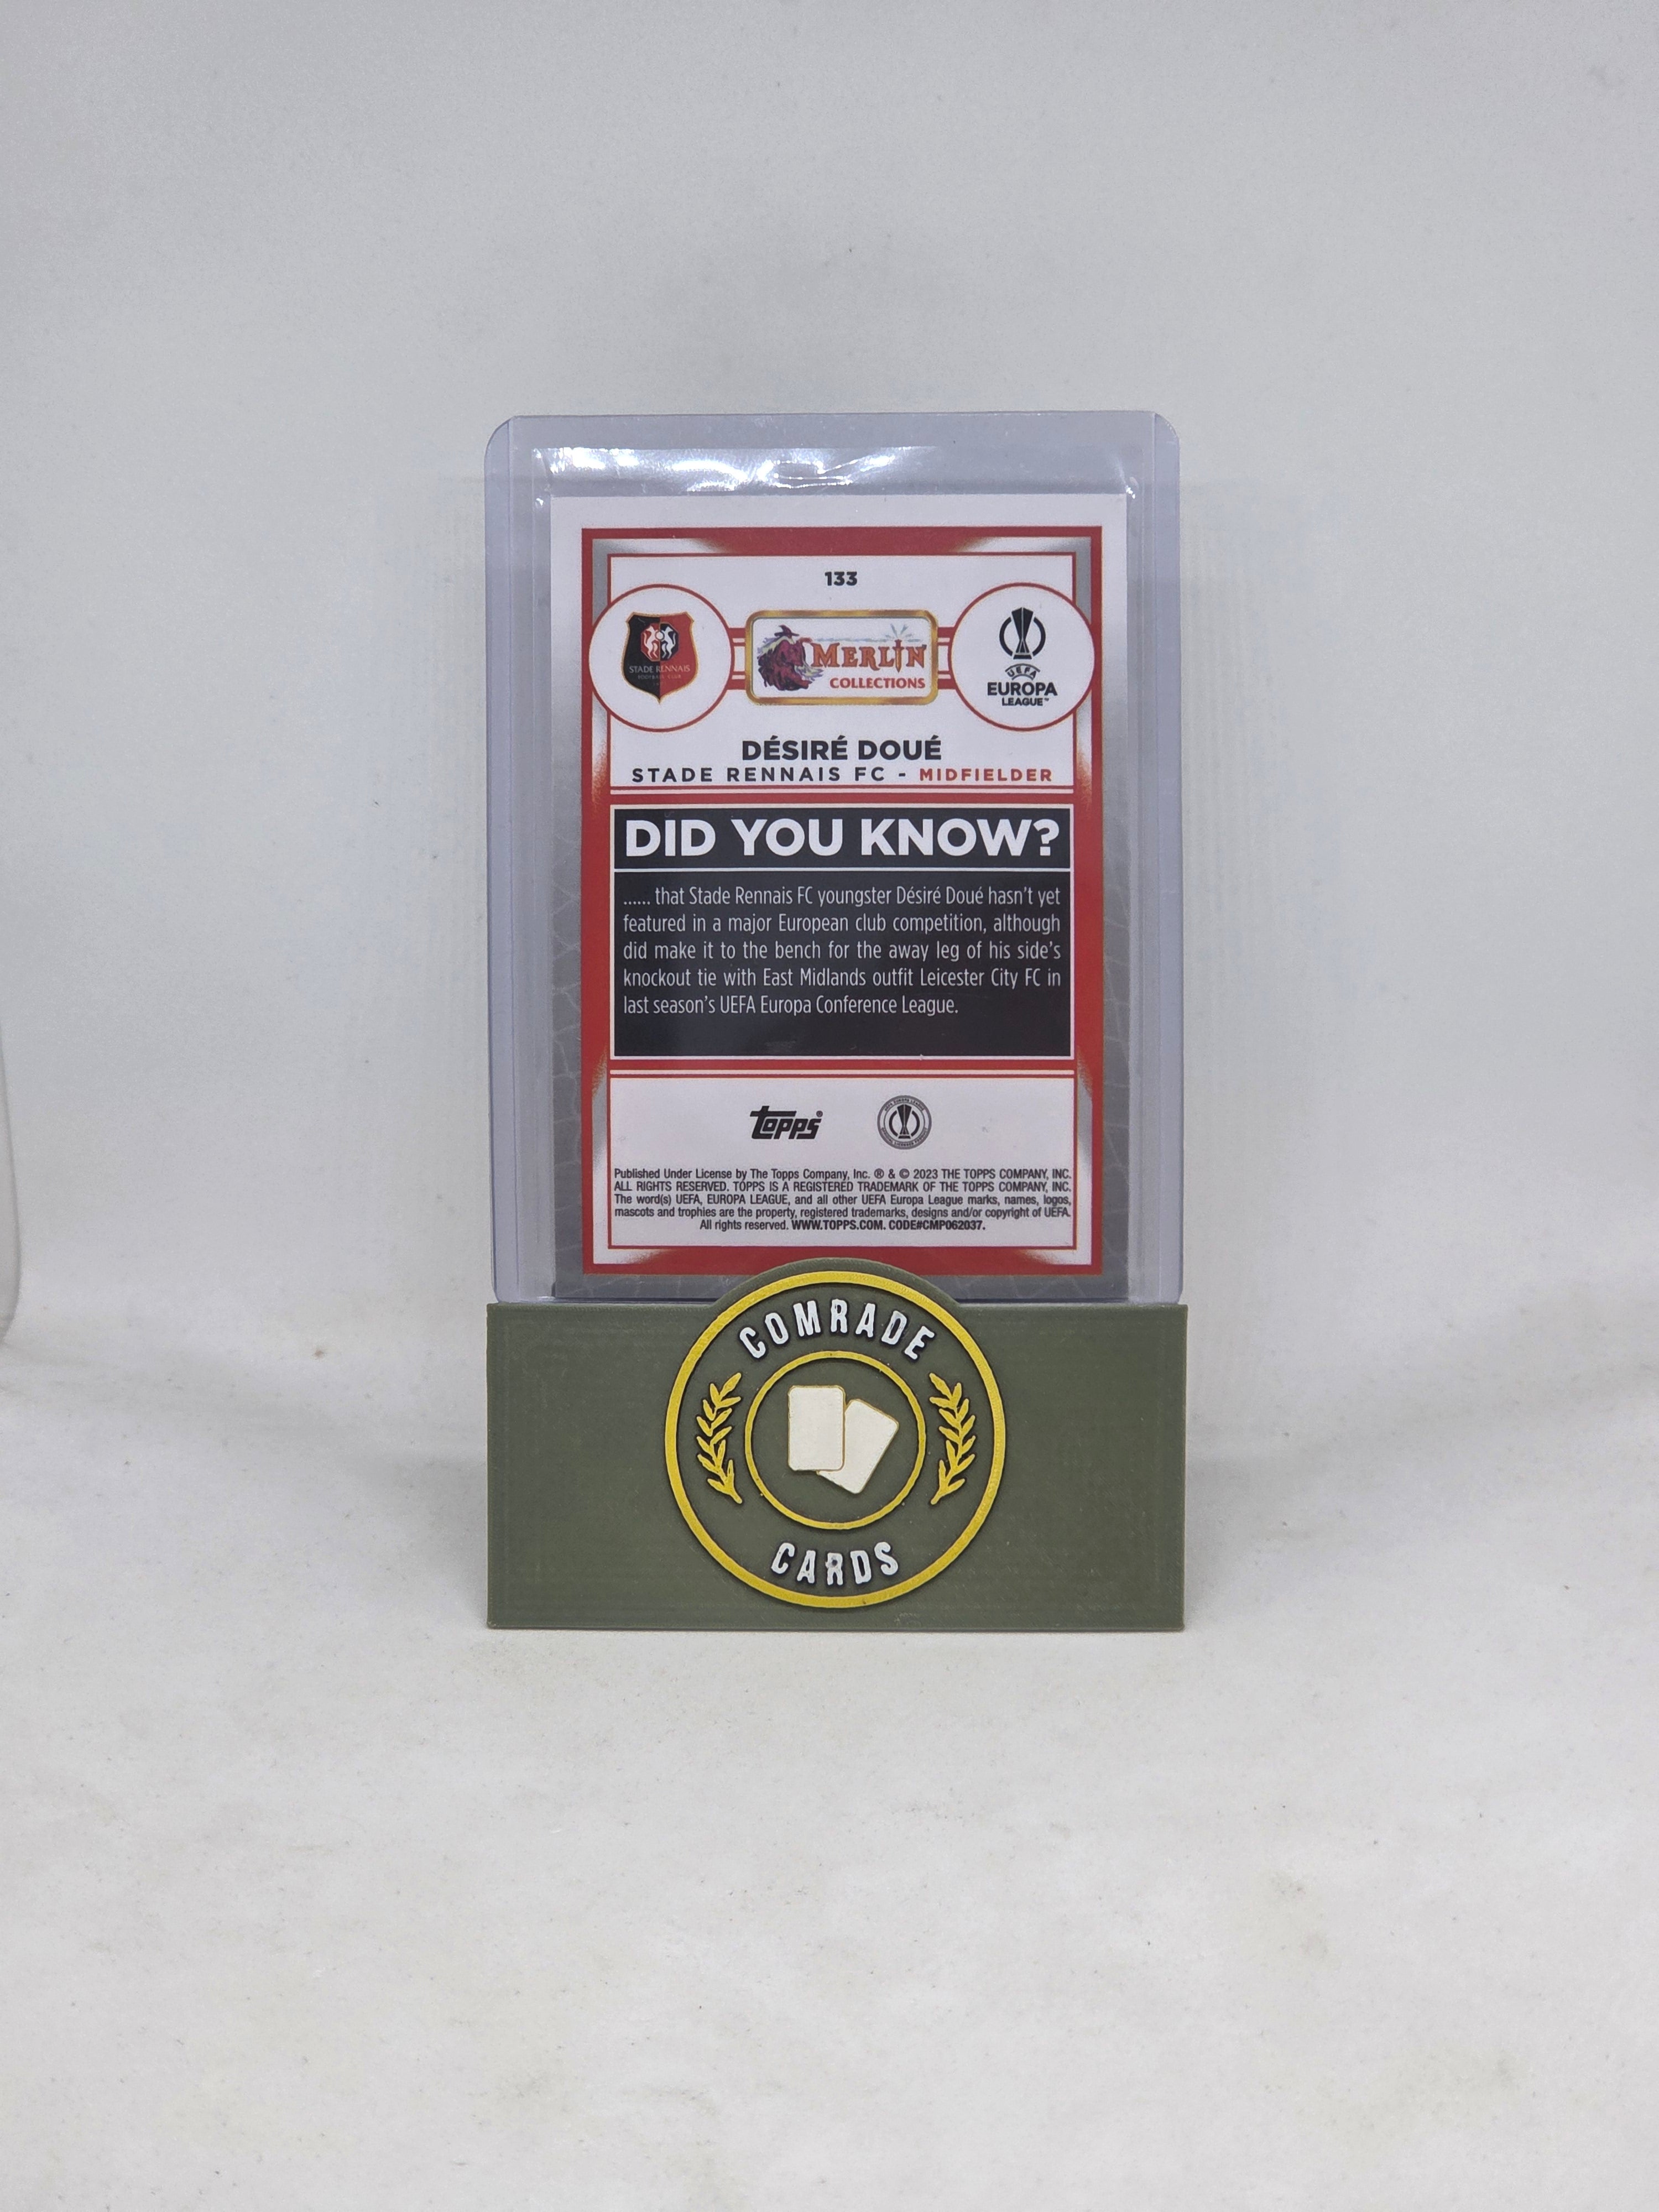 133
STADE RENNAIS
FOOTBALL CLUB
MERLIN
COLLECTIONS
UEFA
EUROPA
LEAGUE™
DÉSIRÉ DOUÉ
STADE RENNAIS FC - MIDFIELDER
DID YOU KNOW?
...... that Stade Rennais FC youngster Désiré Doué hasn't yet
featured in a major European club competition, although
did make it to the bench for the away leg of his side's
knockout tie with East Midlands outfit Leicester City FC in
last season's UEFA Europa Conference League.
topps®
Published Under License by The Topps Company, Inc. ® & © 2023 THE TOPPS COMPANY, INC.
ALL RIGHTS RESERVED. TOPPS IS A REGISTERED TRADEMARK OF THE TOPPS COMPANY, INC.
The word(s) UEFA, EUROPA LEAGUE, and all other UEFA Europa League marks, names, logos,
mascots and trophies are the property, registered trademarks, designs and/or copyright of UEFA.
All rights reserved. WWW.TOPPS.COM. CODE#CMP062037.
COMRADE
CARDS